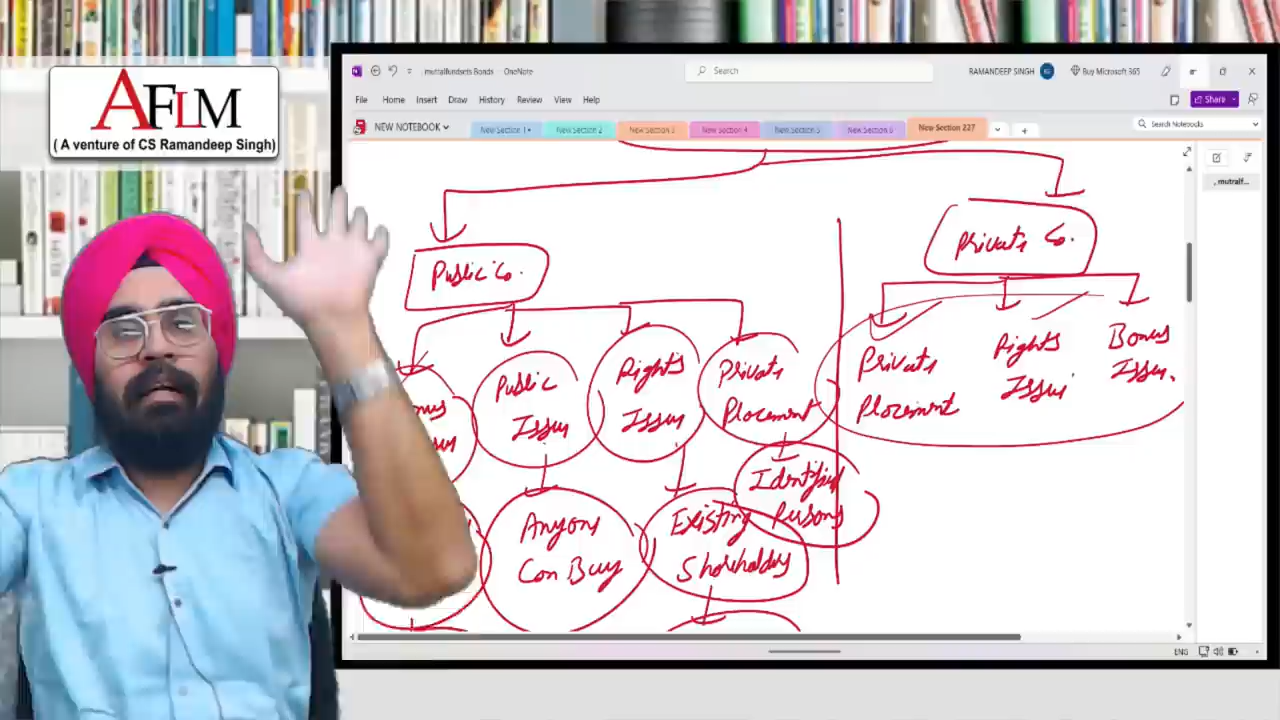 AFLM
( A venture of CS Ramandeep Singh)
mutralfundsets Bonds - OneNote
Search
RAMANDEEP SINGH
Buy Microsoft 365
File Home Insert Draw History Review View Help
Share
NEW NOTEBOOK
New Section 1 New Section 2 New Section 3 New Section 4 New Section 5 New Section 6 New Section 227
Search Notebooks
, mutralf...
Private Co.
Public Co.
Public
Issue
Rights
Issue
Private
Placement
Private
Placement
Rights
Issue
Bonus
Issue.
Anyone
Can Buy
Existing
Shareholders
Identified
Persons
ENG